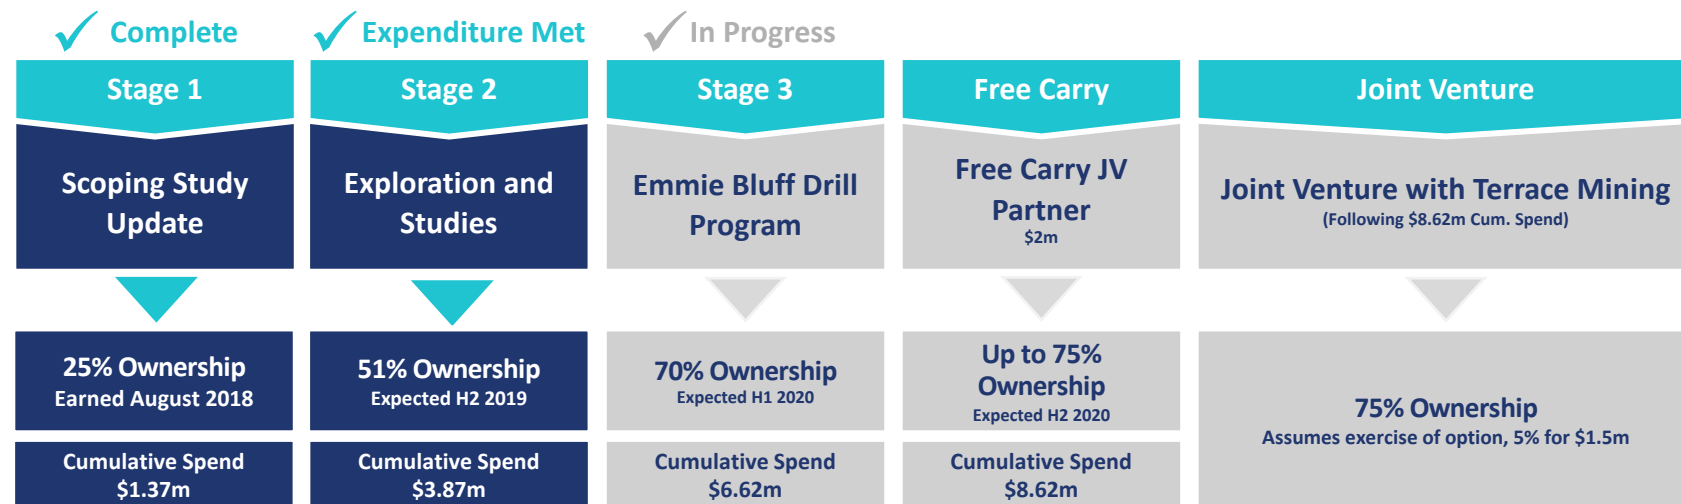 Complete
Expenditure Met
In Progress
Stage 1
Stage 2
Stage 3
Free Carry
Joint Venture
Scoping Study
Update
Exploration and
Studies
Emmie Bluff Drill
Program
Free Carry JV
Partner
$2m
Joint Venture with Terrace Mining
(Following $8.62m Cum. Spend)
25% Ownership
Earned August 2018
51% Ownership
Expected H2 2019
70% Ownership
Expected H1 2020
Up to 75%
Ownership
Expected H2 2020
75% Ownership
Assumes exercise of option, 5% for $1.5m
Cumulative Spend
$1.37m
Cumulative Spend
$3.87m
Cumulative Spend
$6.62m
Cumulative Spend
$8.62m